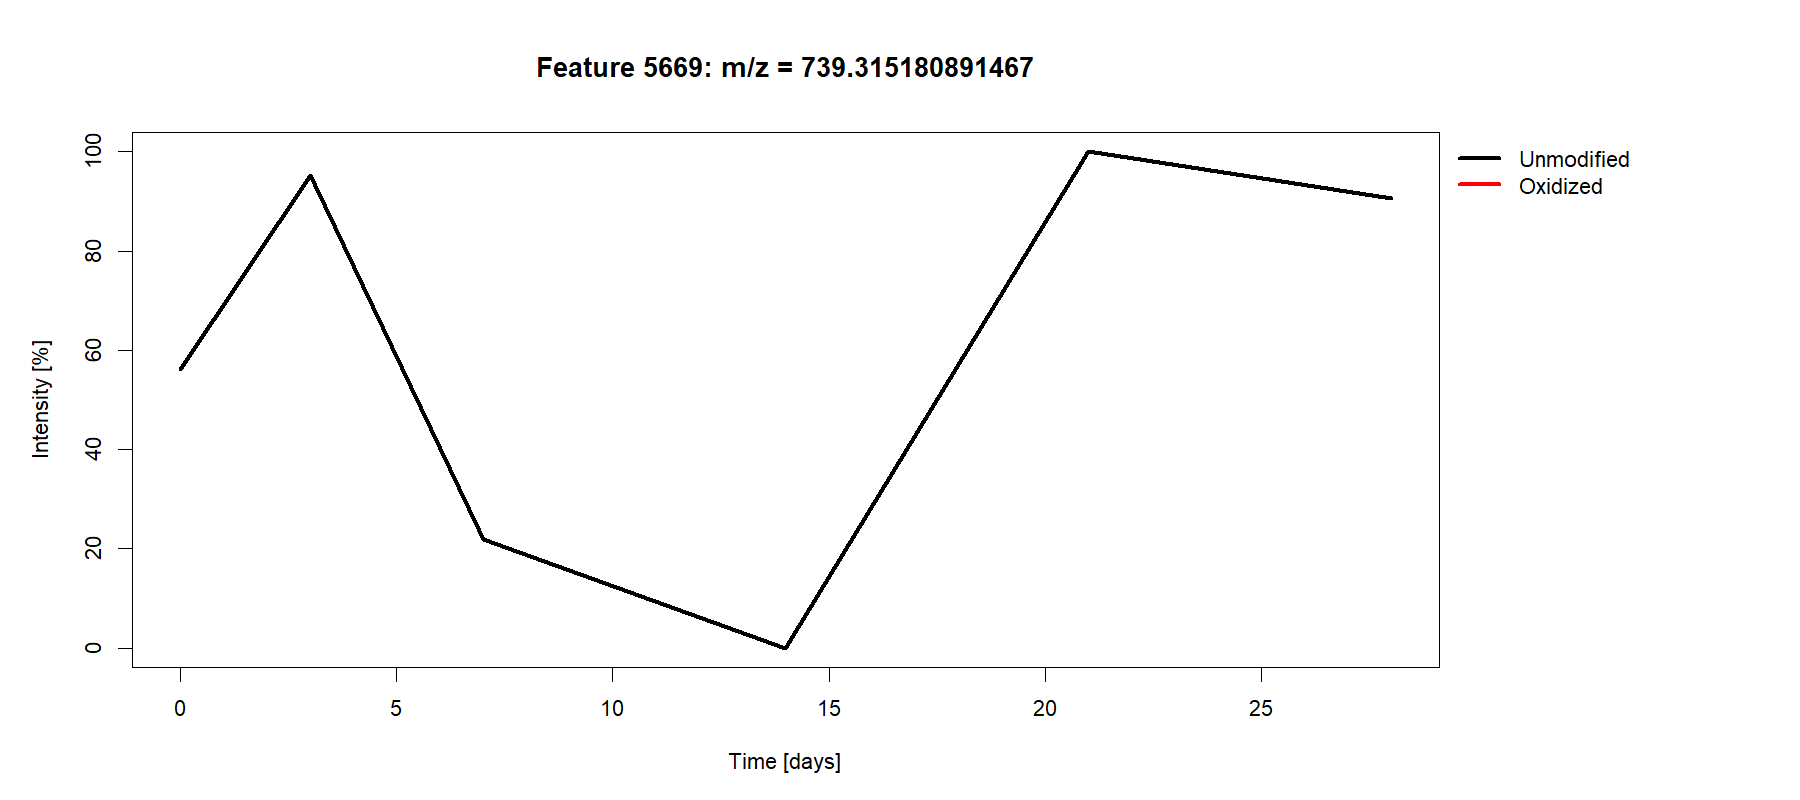 Feature 5669: m/z = 739.315180891467
Unmodified
Oxidized
Intensity [%]
100
80
60
40
20
0
0 5 10 15 20 25
Time [days]